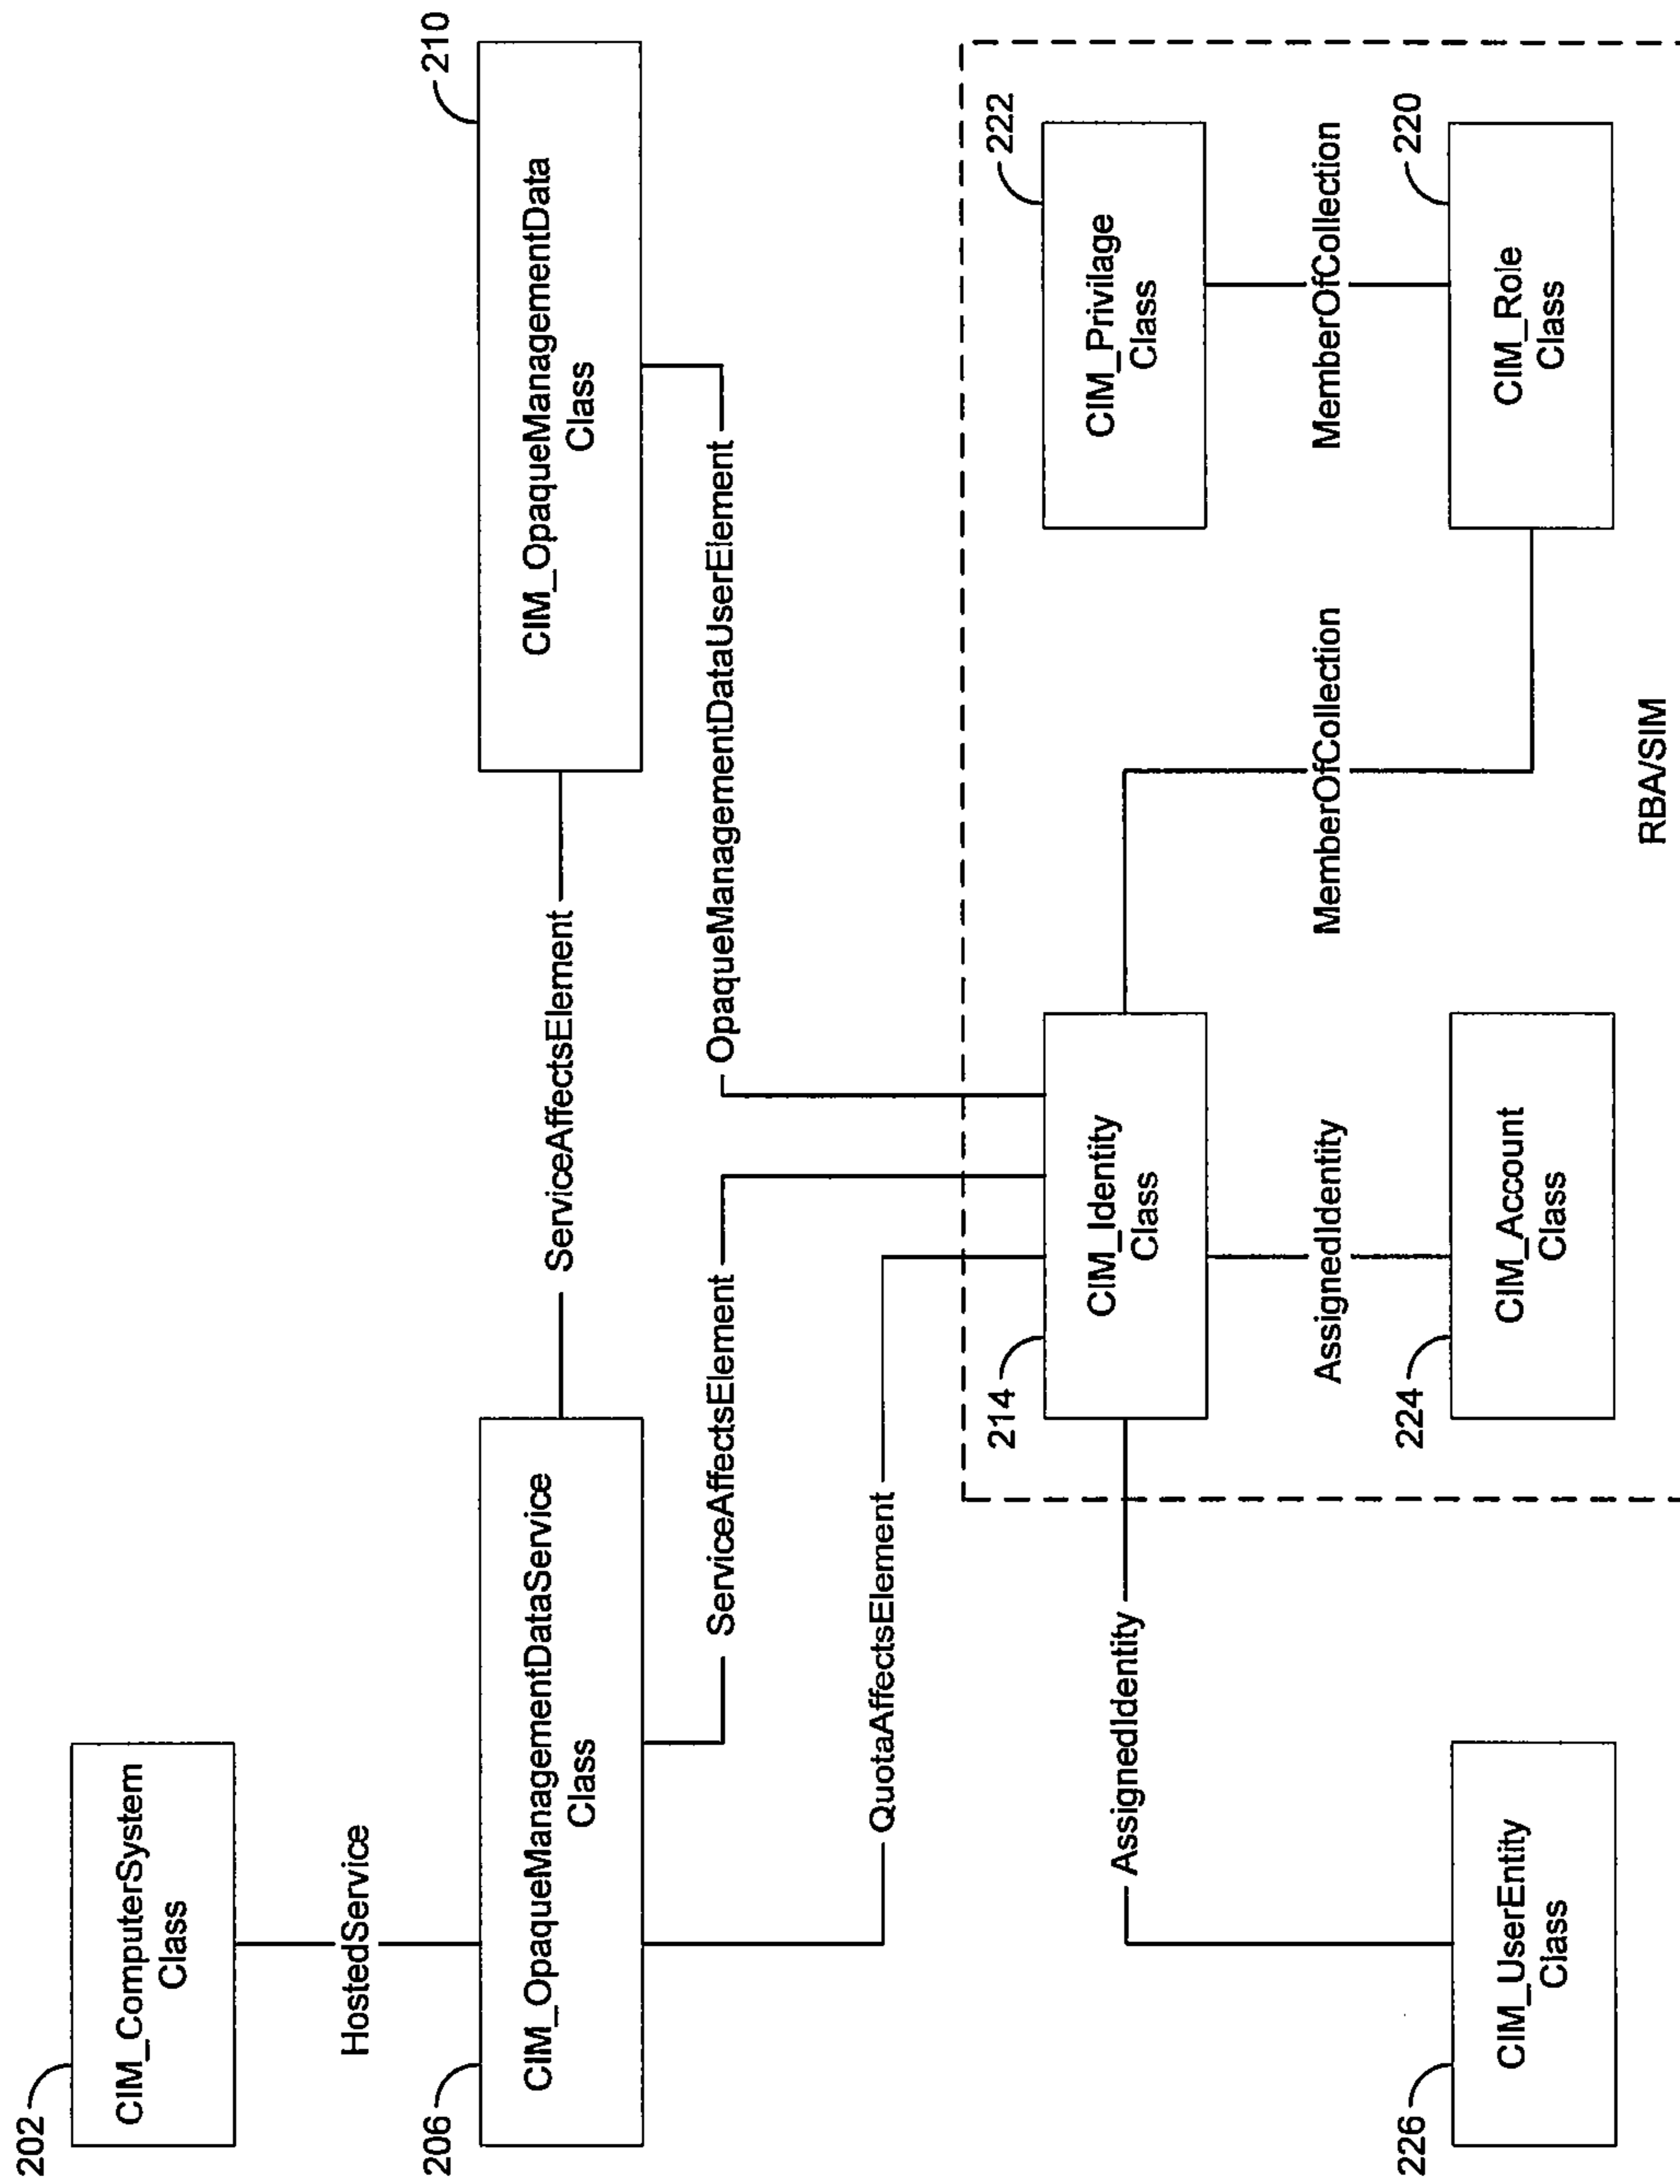 202
CIM_ComputerSystem
Class
HostedService
210
206
CIM_OpaqueManagementDataService
Class
ServiceAffectsElement
CIM_OpaqueManagementData
Class
ServiceAffectsElement
OpaqueManagementDataUserElement
QuotaAffectsElement
214
CIM_Identity
Class
222
CIM_Privilage
Class
AssignedIdentity
AssignedIdentity
MemberOfCollection
MemberOfCollection
226
CIM_UserEntity
Class
224
CIM_Account
Class
220
CIM_Role
Class
RBA/SIM